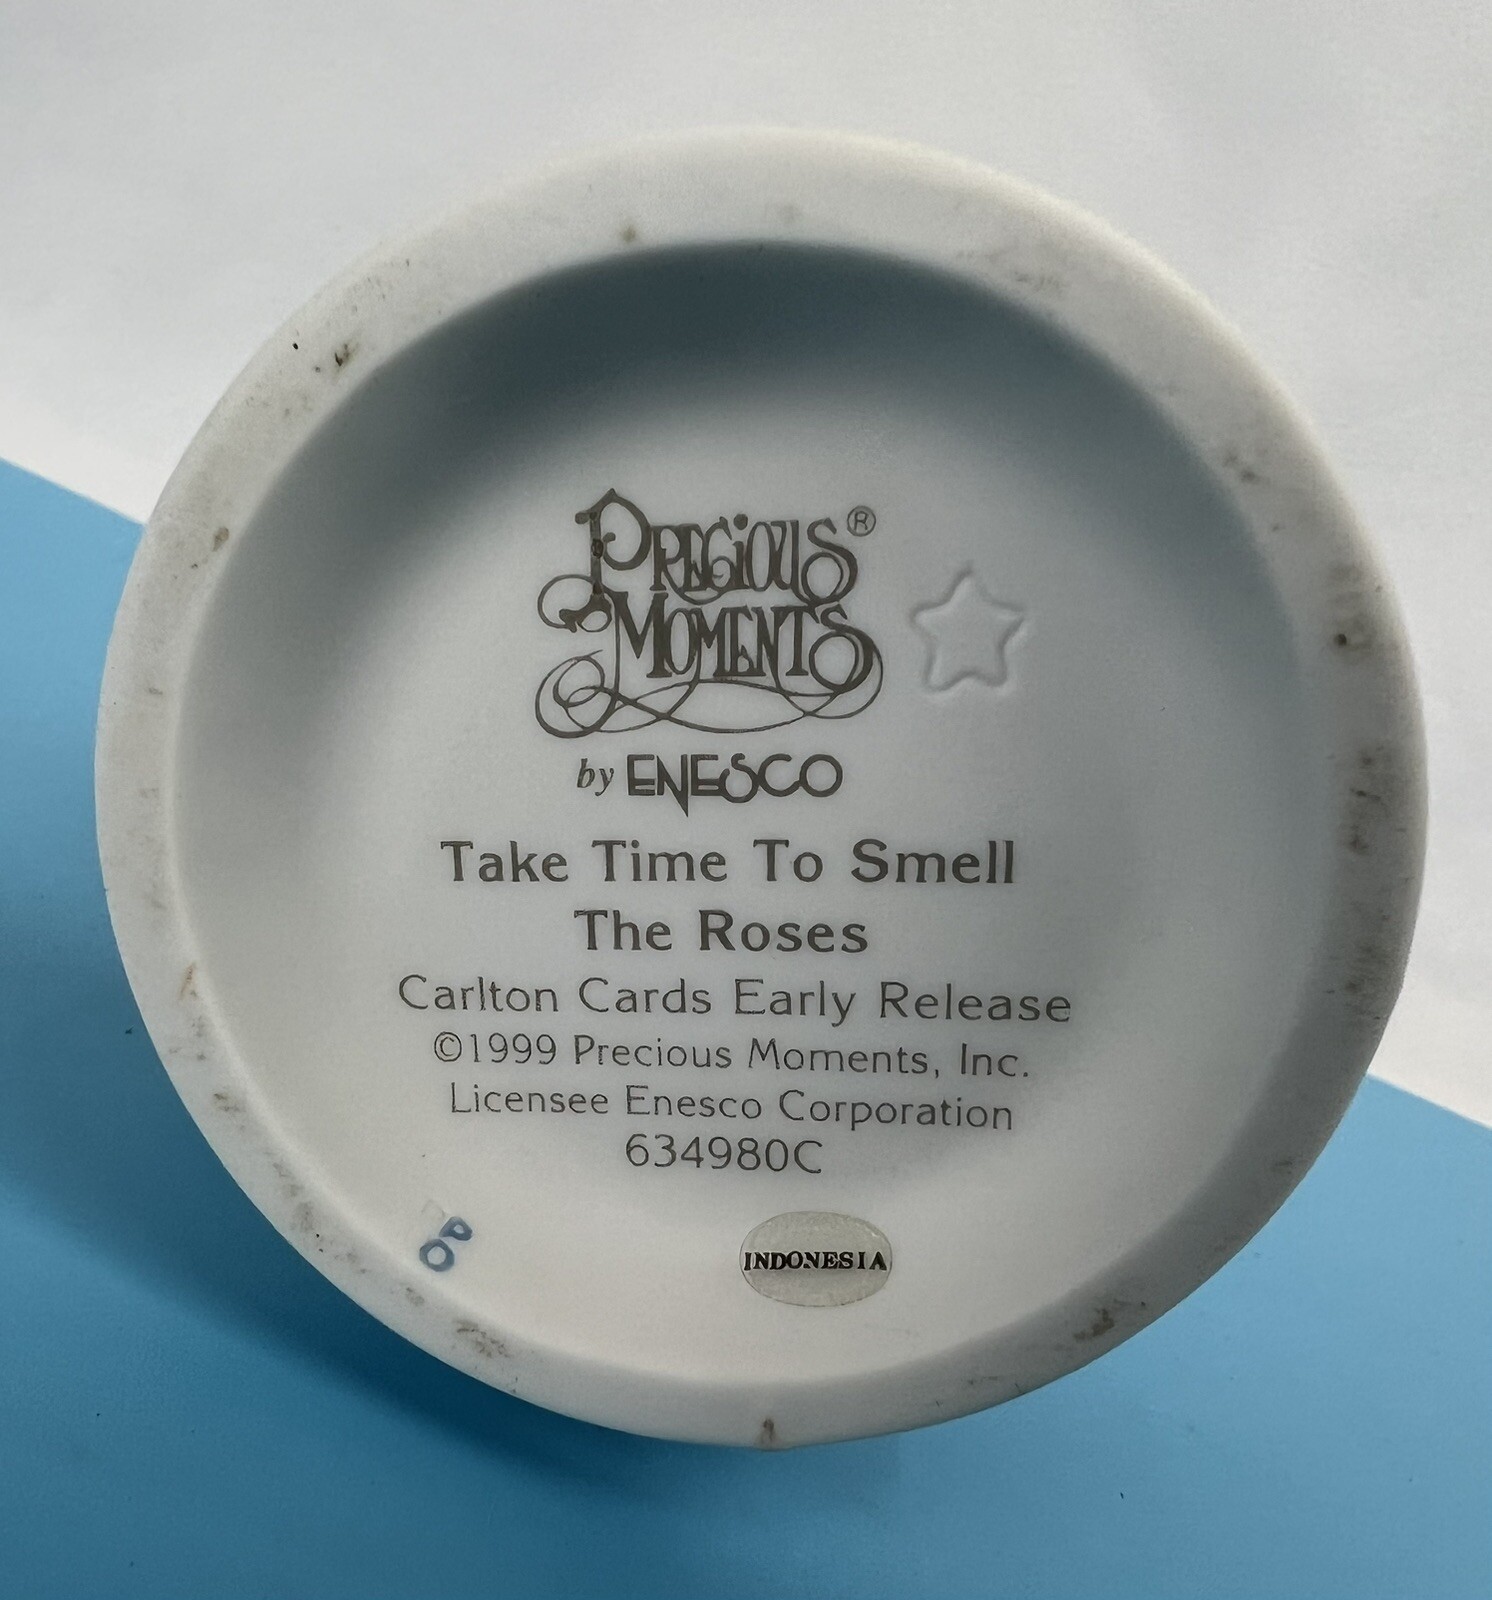 PRECIOUS®
MOMENTS
by ENESCO
Take Time To Smell
The Roses
Carlton Cards Early Release
©1999 Precious Moments, Inc.
Licensee Enesco Corporation
634980C
PO
INDONESIA